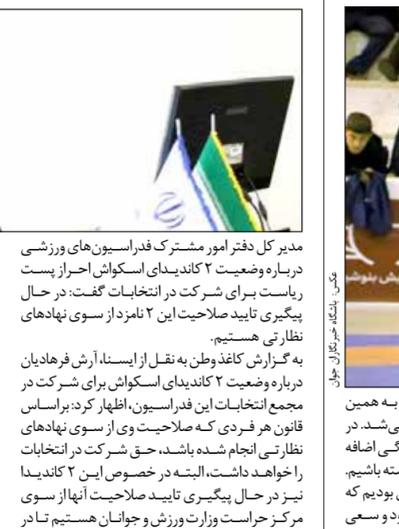 مدیر کل دفتر امور مشترک فدراسیون‌های ورزشی
درباره وضعیت ۲ کاندیدای اسکواش احراز پست
ریاست برای شرکت در انتخابات گفت: در حال
پیگیری تایید صلاحیت این ۲ نامزد از سوی نهادهای
نظارتی هستیم.
به گزارش کاغذ وطن به نقل از ایسنا، آرش فرهادیان
درباره وضعیت ۲ کاندیدای اسکواش برای شرکت در
مجمع انتخابات این فدراسیون، اظهار کرد: براساس
قانون هر فردی که صلاحیت وی از سوی نهادهای
نظارتی انجام شده باشد، حق شرکت در انتخابات
را خواهد داشت، البته در خصوص این ۲ کاندیدا
نیز در حال پیگیری تایید صلاحیت آنها از سوی
مرکز حراست وزارت ورزش و جوانان هستیم تا در
عکس: باشگاه خبرنگاران جوان
به همین
می‌شد. در
گی اضافه
شته باشیم.
بودیم که
ود و سعی